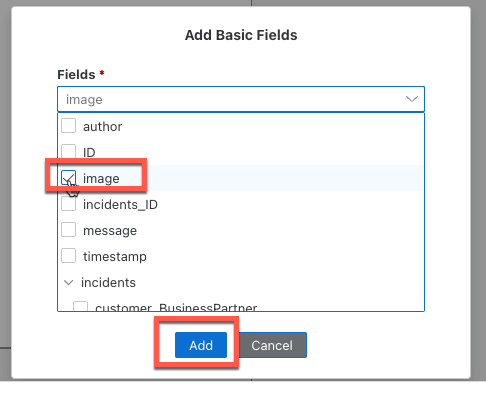 Add Basic Fields
Fields *
image
author
ID
image
incidents_ID
message
timestamp
incidents
customer_BusinessPartner
Add
Cancel